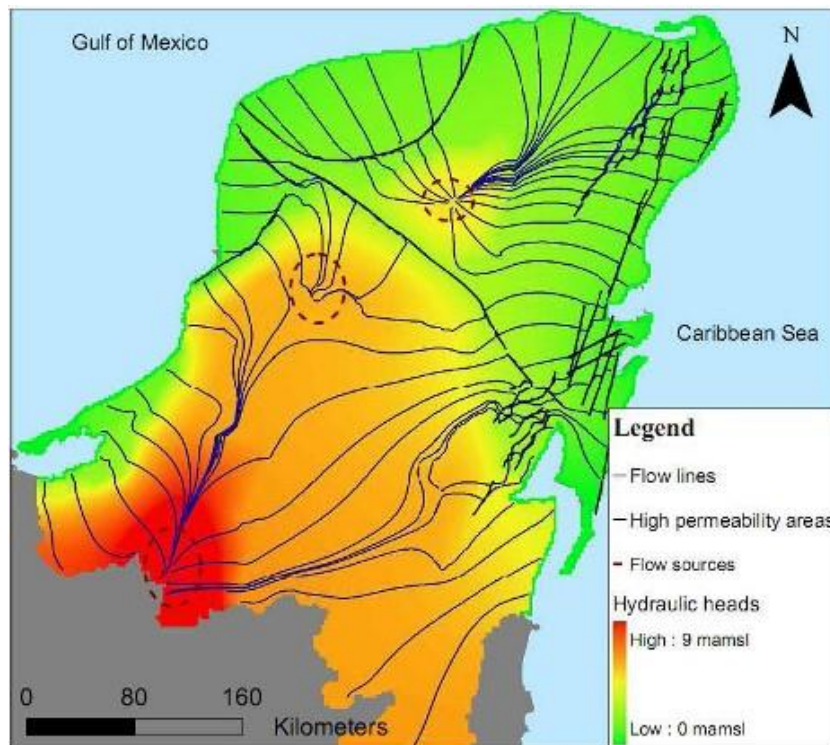 Gulf of Mexico
N
Caribbean Sea
Legend
Flow lines
High permeability areas
Flow sources
Hydraulic heads
High : 9 mamsl
Low : 0 mamsl
0 80 160
Kilometers